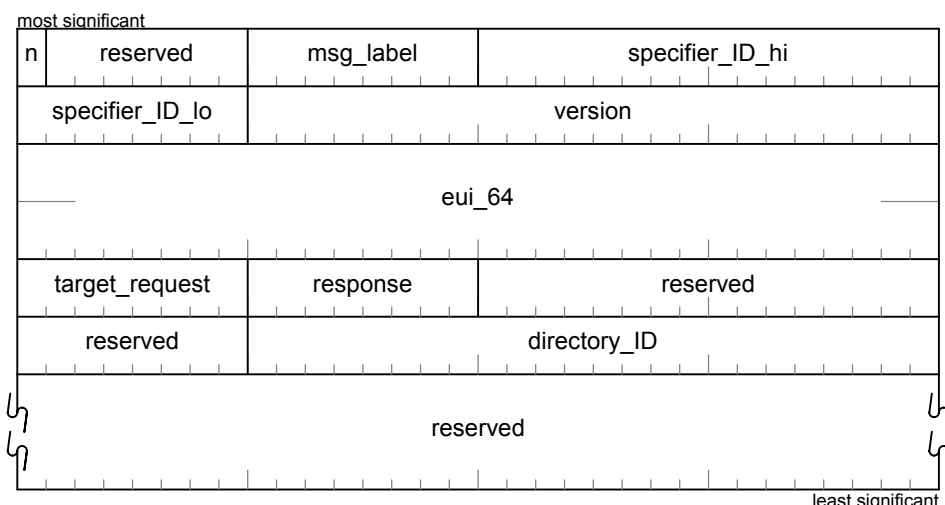 most significant
n reserved msg_label specifier_ID_hi
specifier_ID_lo version
eui_64
target_request response reserved
reserved directory_ID
reserved
least significant